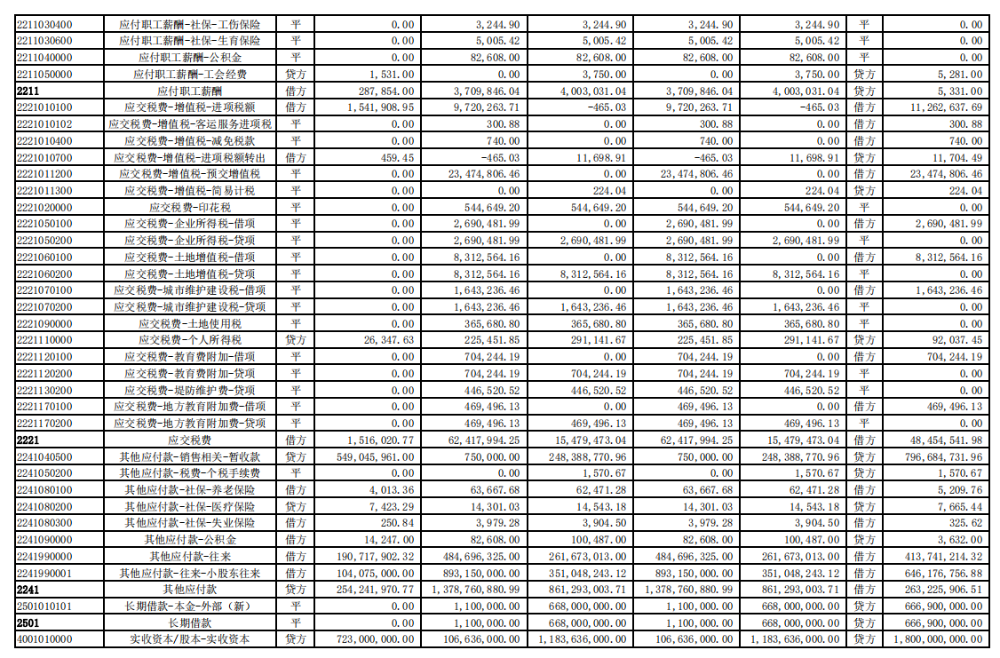 2211030400 应付职工薪酬-社保-工伤保险 平 0.00 3,244.90 3,244.90 3,244.90 3,244.90 平 0.00
2211030600 应付职工薪酬-社保-生育保险 平 0.00 5,005.42 5,005.42 5,005.42 5,005.42 平 0.00
2211040000 应付职工薪酬-公积金 平 0.00 82,608.00 82,608.00 82,608.00 82,608.00 平 0.00
2211050000 应付职工薪酬-工会经费 贷方 1,531.00 0.00 3,750.00 0.00 3,750.00 贷方 5,281.00
2211 应付职工薪酬 借方 287,854.00 3,709,846.04 4,003,031.04 3,709,846.04 4,003,031.04 贷方 5,331.00
2221010100 应交税费-增值税-进项税额 借方 1,541,908.95 9,720,263.71 -465.03 9,720,263.71 -465.03 借方 11,262,637.69
2221010102 应交税费-增值税-客运服务进项税 平 0.00 300.88 0.00 300.88 0.00 借方 300.88
2221010400 应交税费-增值税-减免税款 平 0.00 740.00 0.00 740.00 0.00 借方 740.00
2221010700 应交税费-增值税-进项税额转出 借方 459.45 -465.03 11,698.91 -465.03 11,698.91 贷方 11,704.49
2221011200 应交税费-增值税-预交增值税 平 0.00 23,474,806.46 0.00 23,474,806.46 0.00 借方 23,474,806.46
2221011300 应交税费-增值税-简易计税 平 0.00 0.00 224.04 0.00 224.04 贷方 224.04
2221020000 应交税费-印花税 平 0.00 544,649.20 544,649.20 544,649.20 544,649.20 平 0.00
2221050100 应交税费-企业所得税-借项 平 0.00 2,690,481.99 0.00 2,690,481.99 0.00 借方 2,690,481.99
2221050200 应交税费-企业所得税-贷项 平 0.00 2,690,481.99 2,690,481.99 2,690,481.99 2,690,481.99 平 0.00
2221060100 应交税费-土地增值税-借项 平 0.00 8,312,564.16 0.00 8,312,564.16 0.00 借方 8,312,564.16
2221060200 应交税费-土地增值税-贷项 平 0.00 8,312,564.16 8,312,564.16 8,312,564.16 8,312,564.16 平 0.00
2221070100 应交税费-城市维护建设税-借项 平 0.00 1,643,236.46 0.00 1,643,236.46 0.00 借方 1,643,236.46
2221070200 应交税费-城市维护建设税-贷项 平 0.00 1,643,236.46 1,643,236.46 1,643,236.46 1,643,236.46 平 0.00
2221090000 应交税费-土地使用税 平 0.00 365,680.80 365,680.80 365,680.80 365,680.80 平 0.00
2221110000 应交税费-个人所得税 贷方 26,347.63 225,451.85 291,141.67 225,451.85 291,141.67 贷方 92,037.45
2221120100 应交税费-教育费附加-借项 平 0.00 704,244.19 0.00 704,244.19 0.00 借方 704,244.19
2221120200 应交税费-教育费附加-贷项 平 0.00 704,244.19 704,244.19 704,244.19 704,244.19 平 0.00
2221130200 应交税费-堤防维护费-贷项 平 0.00 446,520.52 446,520.52 446,520.52 446,520.52 平 0.00
2221170100 应交税费-地方教育附加费-借项 平 0.00 469,496.13 0.00 469,496.13 0.00 借方 469,496.13
2221170200 应交税费-地方教育附加费-贷项 平 0.00 469,496.13 469,496.13 469,496.13 469,496.13 平 0.00
2221 应交税费 借方 1,516,020.77 62,417,994.25 15,479,473.04 62,417,994.25 15,479,473.04 借方 48,454,541.98
2241040500 其他应付款-销售相关-暂收款 贷方 549,045,961.00 750,000.00 248,388,770.96 750,000.00 248,388,770.96 贷方 796,684,731.96
2241050200 其他应付款-税费-个税手续费 平 0.00 0.00 1,570.67 0.00 1,570.67 贷方 1,570.67
2241080100 其他应付款-社保-养老保险 借方 4,013.36 63,667.68 62,471.28 63,667.68 62,471.28 借方 5,209.76
2241080200 其他应付款-社保-医疗保险 贷方 7,423.29 14,301.03 14,543.18 14,301.03 14,543.18 贷方 7,665.44
2241080300 其他应付款-社保-失业保险 借方 250.84 3,979.28 3,904.50 3,979.28 3,904.50 借方 325.62
2241090000 其他应付款-公积金 借方 14,247.00 82,608.00 100,487.00 82,608.00 100,487.00 贷方 3,632.00
2241990000 其他应付款-往来 借方 190,717,902.32 484,696,325.00 261,673,013.00 484,696,325.00 261,673,013.00 借方 413,741,214.32
2241990001 其他应付款-往来-小股东往来 借方 104,075,000.00 893,150,000.00 351,048,243.12 893,150,000.00 351,048,243.12 借方 646,176,756.88
2241 其他应付款 贷方 254,241,970.77 1,378,760,880.99 861,293,003.71 1,378,760,880.99 861,293,003.71 借方 263,225,906.51
2501010101 长期借款-本金-外部（新） 平 0.00 1,100,000.00 668,000,000.00 1,100,000.00 668,000,000.00 贷方 666,900,000.00
2501 长期借款 平 0.00 1,100,000.00 668,000,000.00 1,100,000.00 668,000,000.00 贷方 666,900,000.00
4001010000 实收资本/股本-实收资本 贷方 723,000,000.00 106,636,000.00 1,183,636,000.00 106,636,000.00 1,183,636,000.00 贷方 1,800,000,000.00